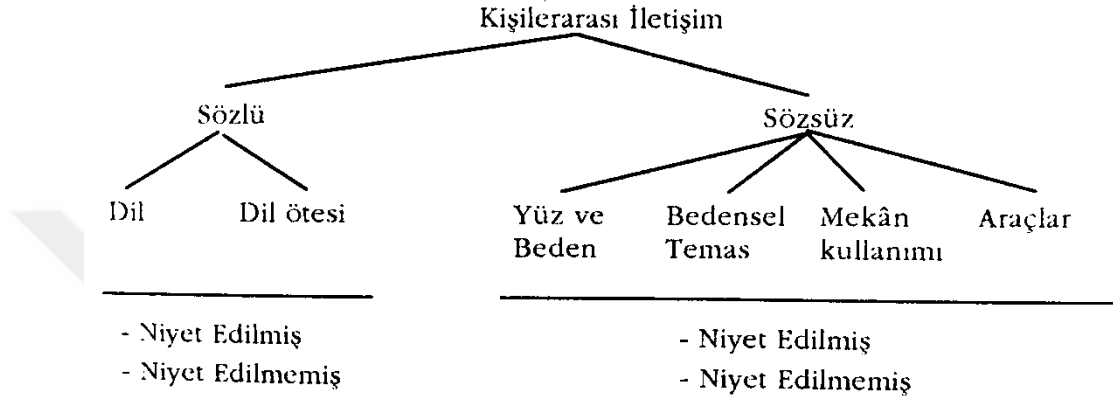 Kişilerarası İletişim
Sözlü
Sözsüz
Dil
Dil ötesi
Yüz ve
Beden
Bedensel
Temas
Mekân
kullanımı
Araçlar
- Niyet Edilmiş
- Niyet Edilmemiş
- Niyet Edilmiş
- Niyet Edilmemiş